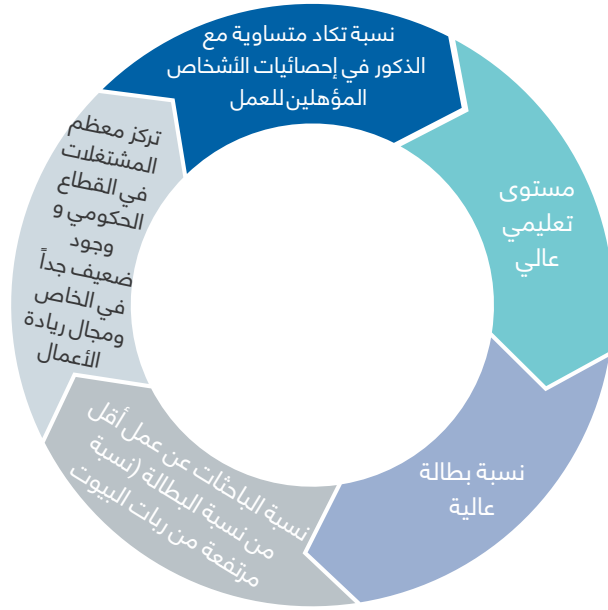 نسبة تكاد متساوية مع
الذكور في إحصائيات الأشخاص
المؤهلين للعمل
مستوى
تعليمي
عالي
نسبة بطالة
عالية
نسبة الباحثات عن عمل أقل
من نسبة البطالة (نسبة
مرتفعة من ربات البيوت
تركز معظم
المشتغلات
في القطاع
الحكومي و
وجود
ضعيف جداً
في الخاص
ومجال ريادة
الأعمال